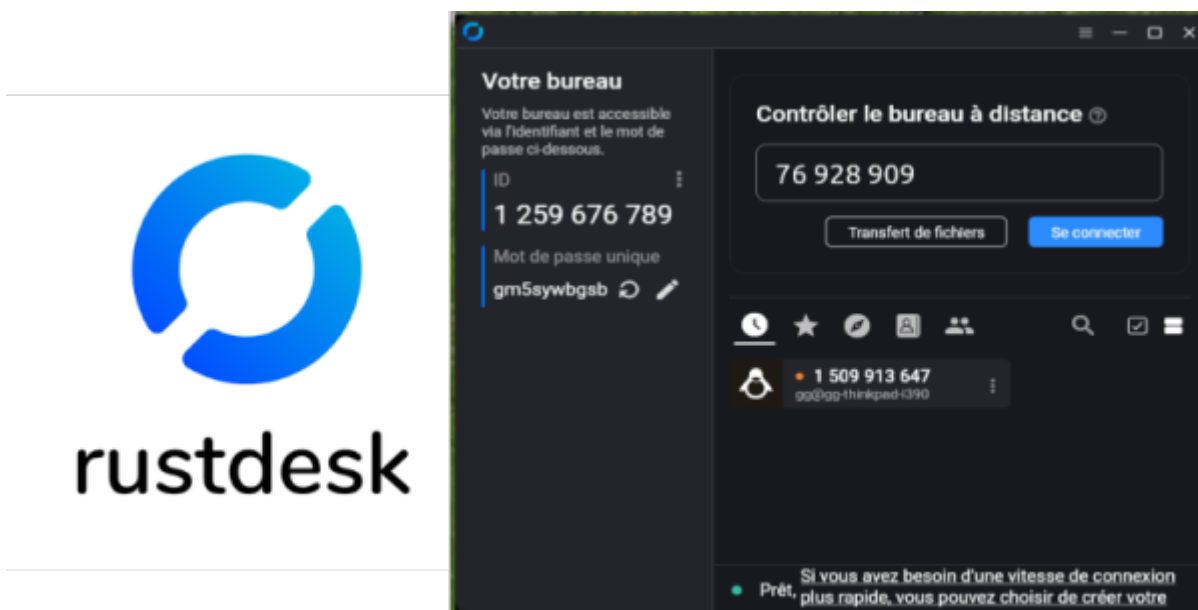 rustdesk
Votre bureau
Votre bureau est accessible
via l'identifiant et le mot de
passe ci-dessous.
ID
1 259 676 789
Mot de passe unique
gm5sywbgsb
Contrôler le bureau à distance
76 928 909
Transfert de fichiers
Se connecter
1 509 913 647
gg@gg-thinkpad-l390
Prêt, Si vous avez besoin d'une vitesse de connexion
plus rapide, vous pouvez choisir de créer votre